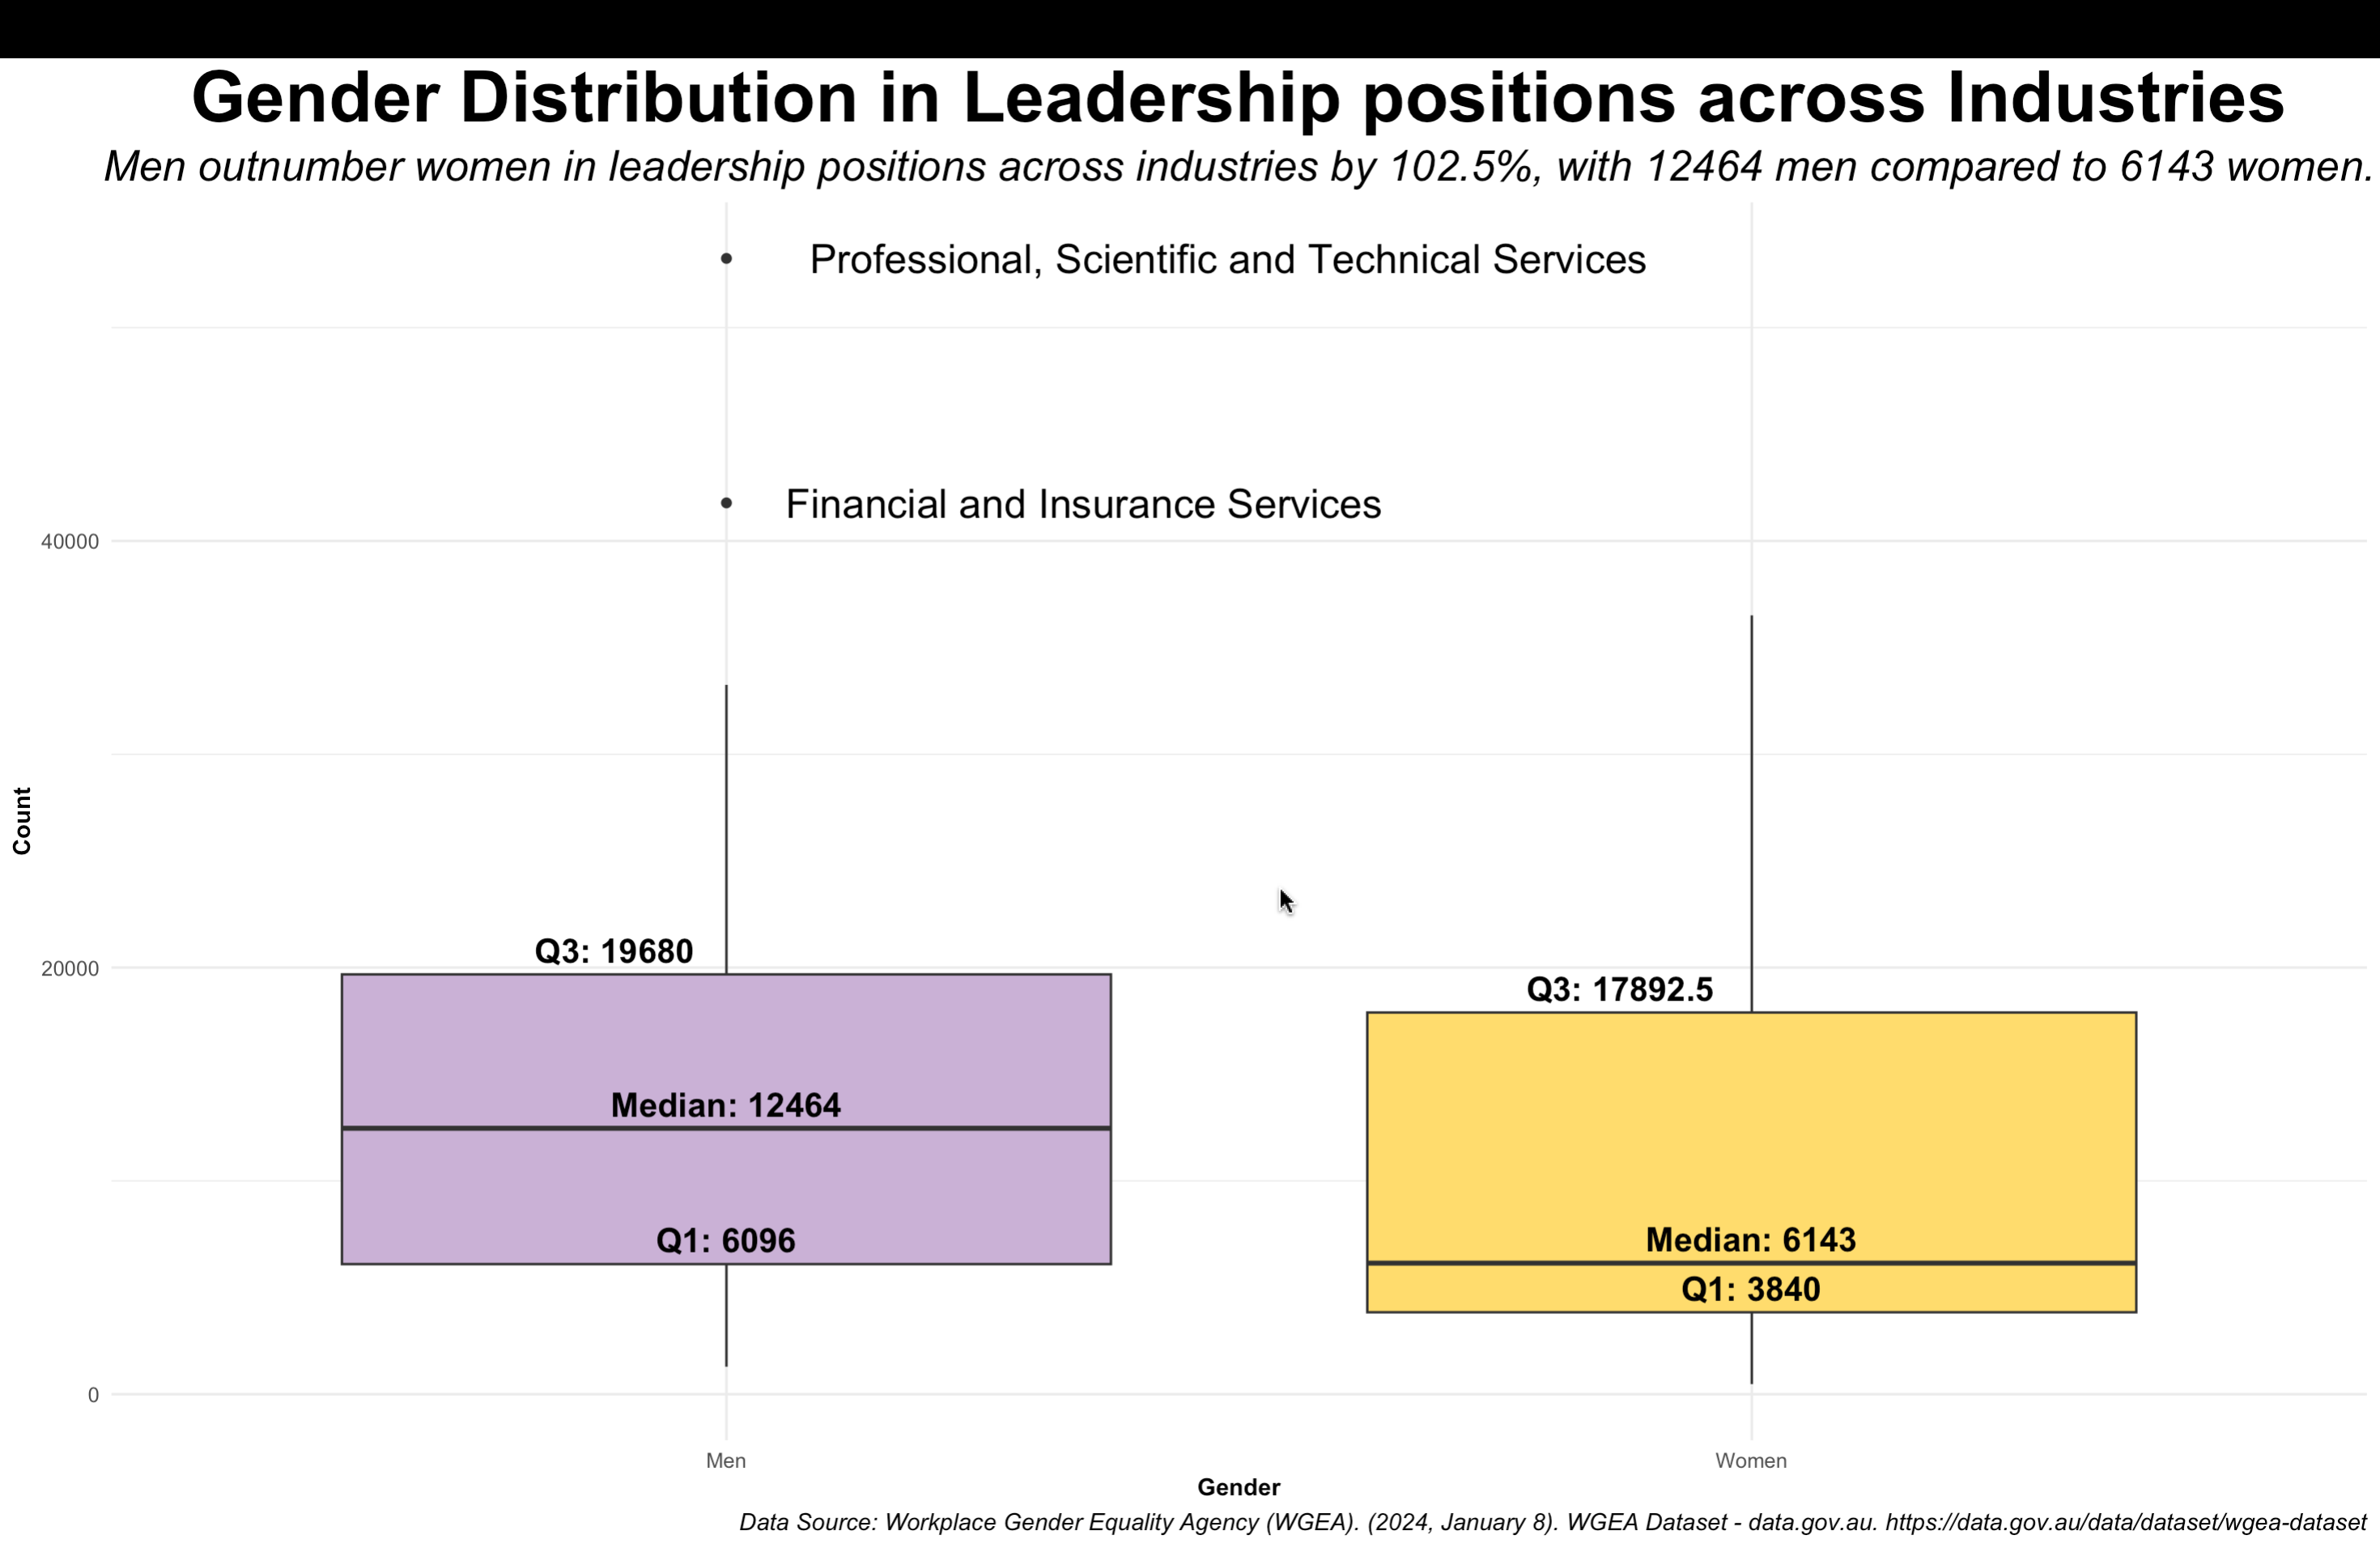 Gender Distribution in Leadership positions across Industries
Men outnumber women in leadership positions across industries by 102.5%, with 12464 men compared to 6143 women.
Professional, Scientific and Technical Services
Financial and Insurance Services
40000
Count
Q3: 19680
20000
Q3: 17892.5
Median: 12464
Q1: 6096
Median: 6143
Q1: 3840
0
Men
Women
Gender
Data Source: Workplace Gender Equality Agency (WGEA). (2024, January 8). WGEA Dataset - data.gov.au. https://data.gov.au/data/dataset/wgea-dataset